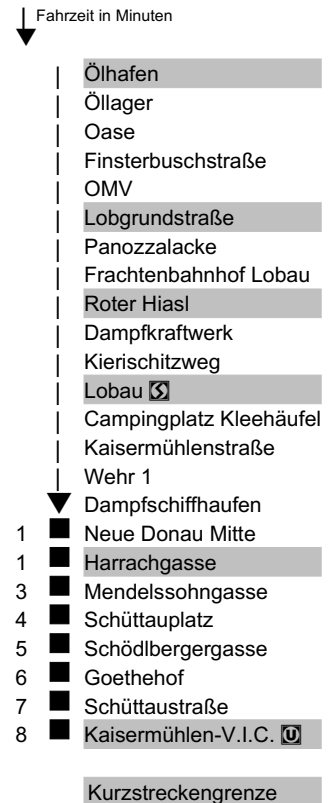 Fahrzeit in Minuten
Ölhafen
Öllager
Oase
Finsterbuschstraße
OMV
Lobgrundstraße
Panozzalacke
Frachtenbahnhof Lobau
Roter Hiasl
Dampfkraftwerk
Kierischitzweg
Lobau S
Campingplatz Kleehäufel
Kaisermühlenstraße
Wehr 1
Dampfschiffhaufen
1 Neue Donau Mitte
1 Harrachgasse
3 Mendelssohngasse
4 Schüttauplatz
5 Schödlbergergasse
6 Goethehof
7 Schüttaustraße
8 Kaisermühlen-V.I.C. U
Kurzstreckengrenze